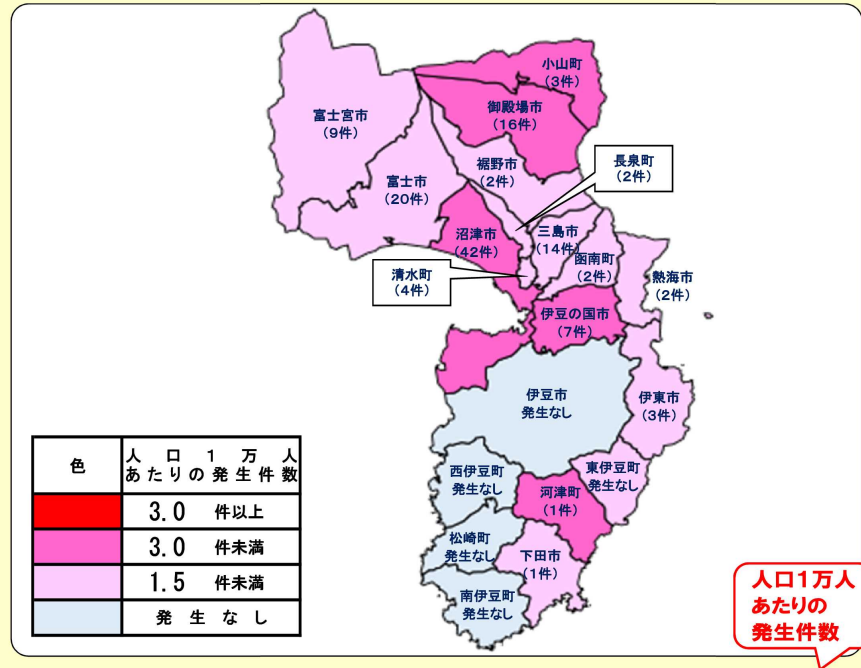 小山町
(3件)
御殿場市
(16件)
富士宮市
(9件)
長泉町
(2件)
裾野市
(2件)
富士市
(20件)
沼津市
(42件)
三島市
(14件)
函南町
(2件)
清水町
(4件)
熱海市
(2件)
伊豆の国市
(7件)
伊豆市
発生なし
伊東市
(3件)
西伊豆町
発生なし
東伊豆町
発生なし
河津町
(1件)
松崎町
発生なし
下田市
(1件)
南伊豆町
発生なし
色
人口1万人
あたりの発生件数
3.0 件以上
3.0 件未満
1.5 件未満
発生なし
人口1万人
あたりの
発生件数